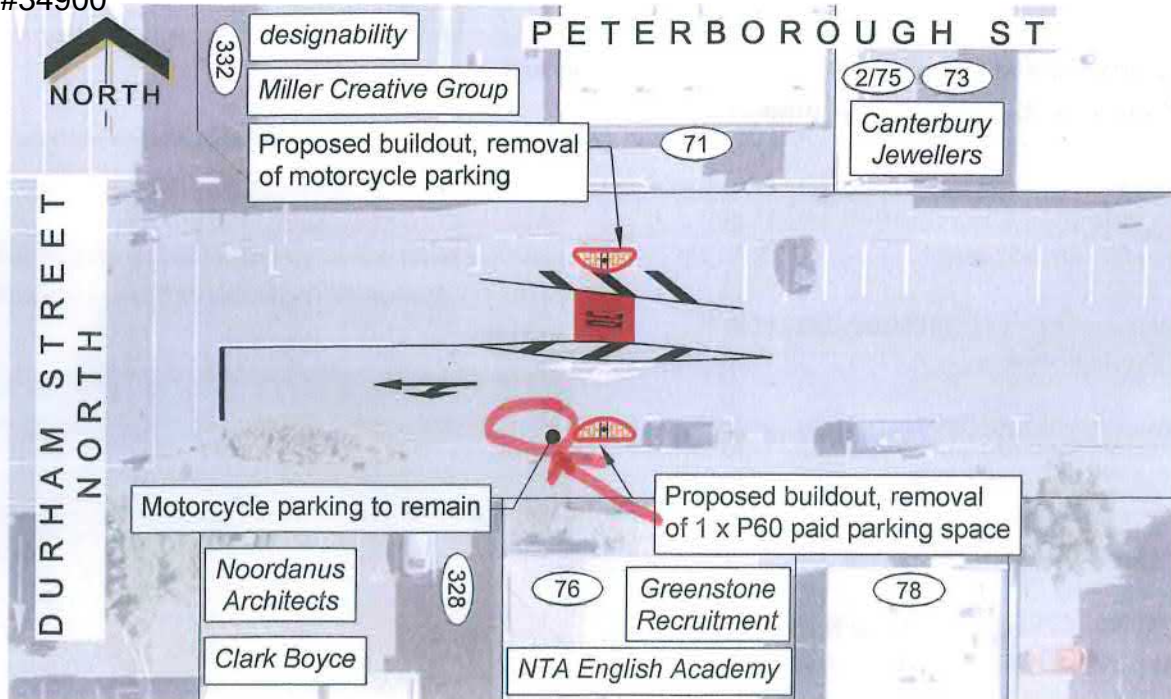 #34900
NORTH
332
designability
Miller Creative Group
PETERBOROUGH ST
2/75
73
Canterbury
Jewellers
71
Proposed buildout, removal
of motorcycle parking
DURHAM STREET
NORTH
Motorcycle parking to remain
Proposed buildout, removal
of 1 x P60 paid parking space
Noordanus
Architects
328
Clark Boyce
76
Greenstone
Recruitment
NTA English Academy
78